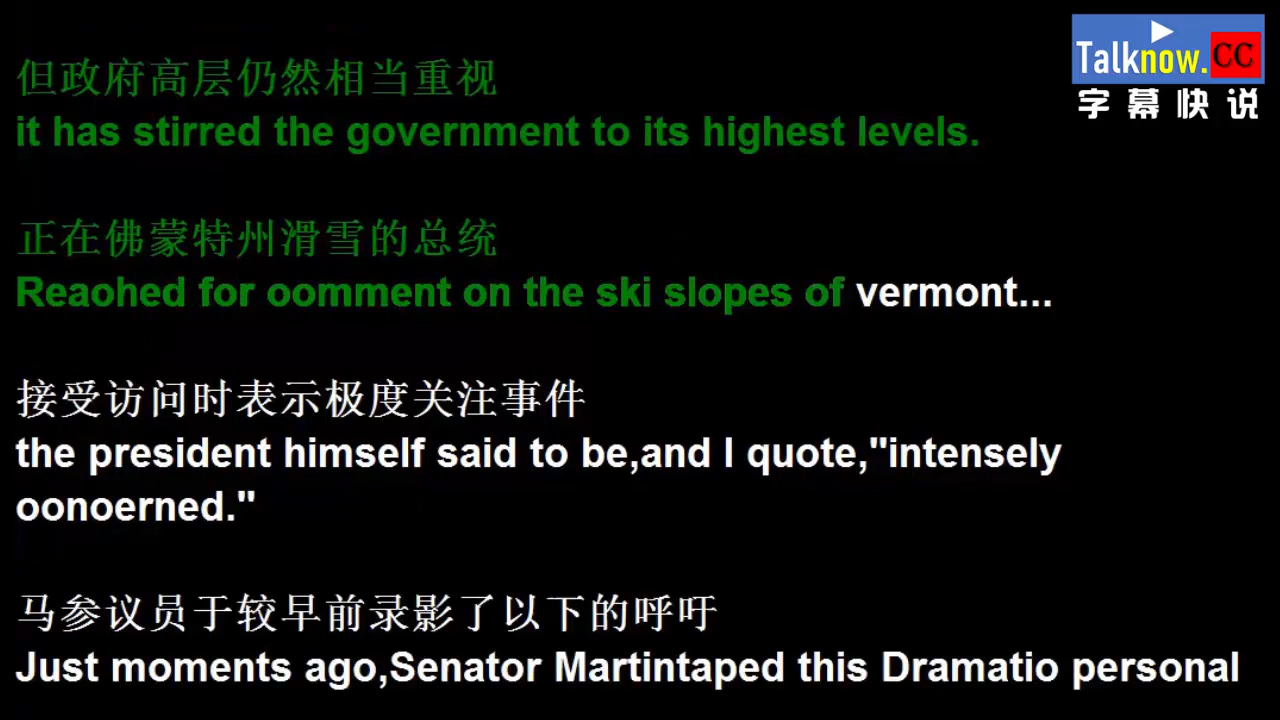 Talknow.CC
字幕快说
但政府高层仍然相当重视
it has stirred the government to its highest levels.
正在佛蒙特州滑雪的总统
Reaohed for oomment on the ski slopes of vermont...
接受访问时表示极度关注事件
the president himself said to be,and I quote,"intensely
oonoerned."
马参议员于较早前录影了以下的呼吁
Just moments ago,Senator Martintaped this Dramatio personal